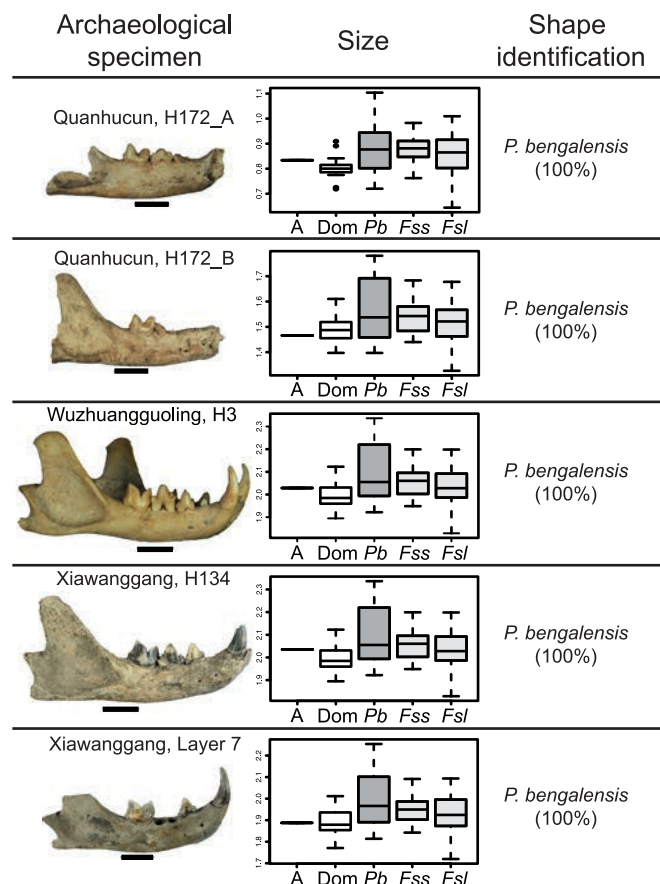 Archaeological specimen
Size
Shape identification
Quanhucun, H172_A
1.1
1.0
0.9
0.8
0.7
A Dom Pb Fss Fsl
P. bengalensis
(100%)
Quanhucun, H172_B
1.7
1.6
1.5
1.4
A Dom Pb Fss Fsl
P. bengalensis
(100%)
Wuzhuangguoling, H3
2.3
2.2
2.1
2.0
1.9
A Dom Pb Fss Fsl
P. bengalensis
(100%)
Xiawanggang, H134
2.3
2.2
2.1
2.0
1.9
A Dom Pb Fss Fsl
P. bengalensis
(100%)
Xiawanggang, Layer 7
2.2
2.1
2.0
1.9
1.8
1.7
A Dom Pb Fss Fsl
P. bengalensis
(100%)